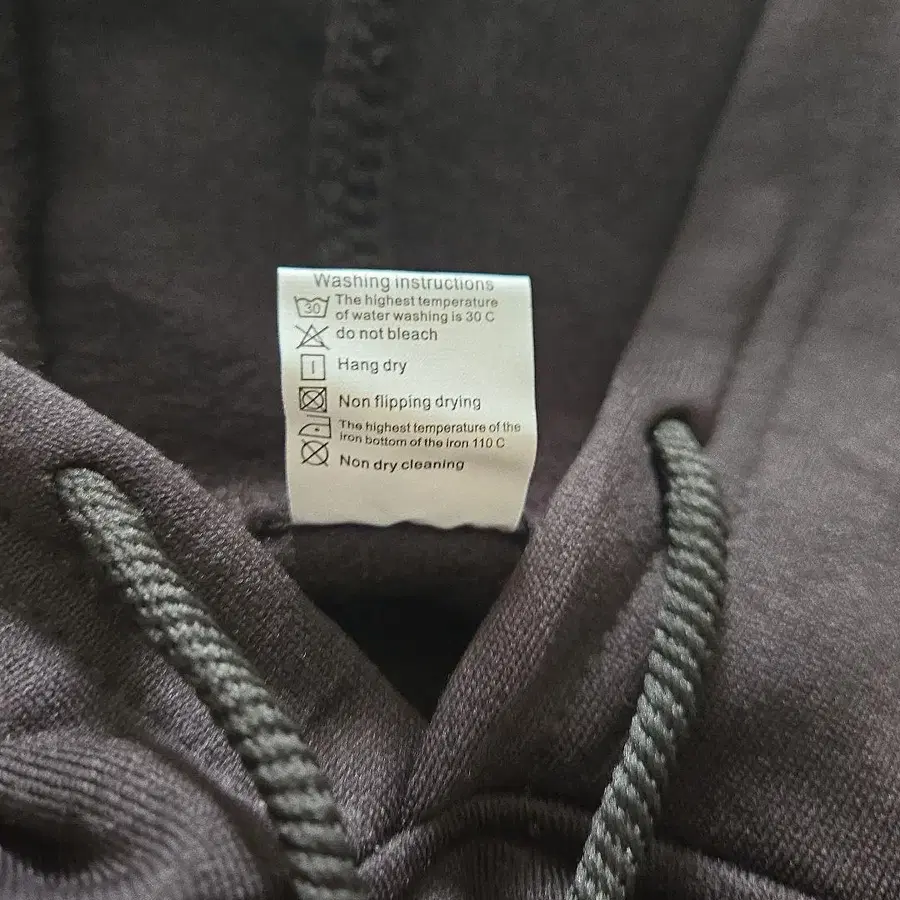 Washing instructions
30 The highest temperature
of water washing is 30 C
do not bleach
Hang dry
Non flipping drying
The highest temperature of the
iron bottom of the iron 110 C
Non dry cleaning